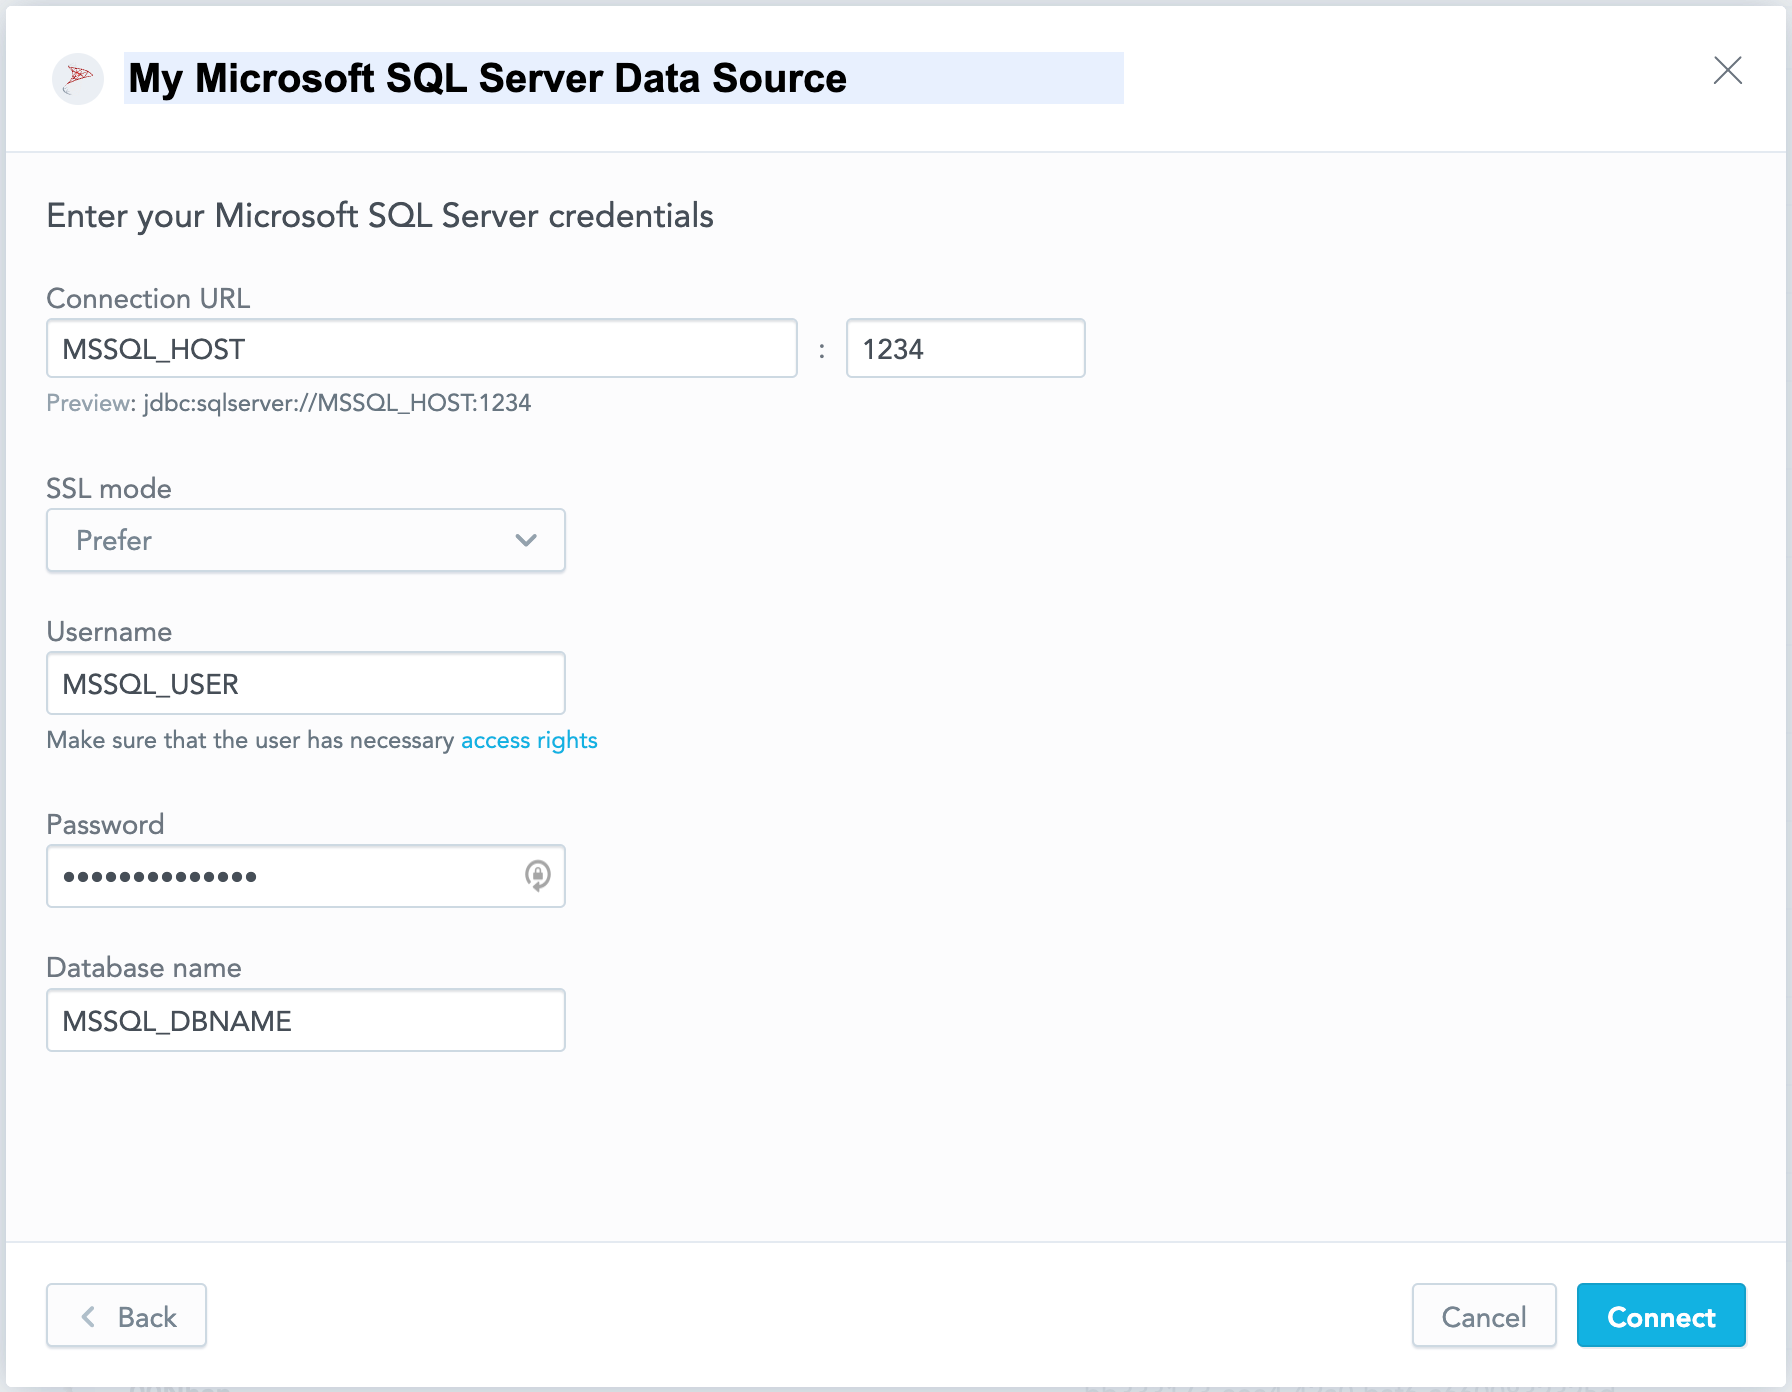 My Microsoft SQL Server Data Source
Enter your Microsoft SQL Server credentials
Connection URL
MSSQL_HOST : 1234
Preview: jdbc:sqlserver://MSSQL_HOST:1234
SSL mode
Prefer
Username
MSSQL_USER
Make sure that the user has necessary access rights
Password
••••••••••••••
Database name
MSSQL_DBNAME
Back Cancel Connect